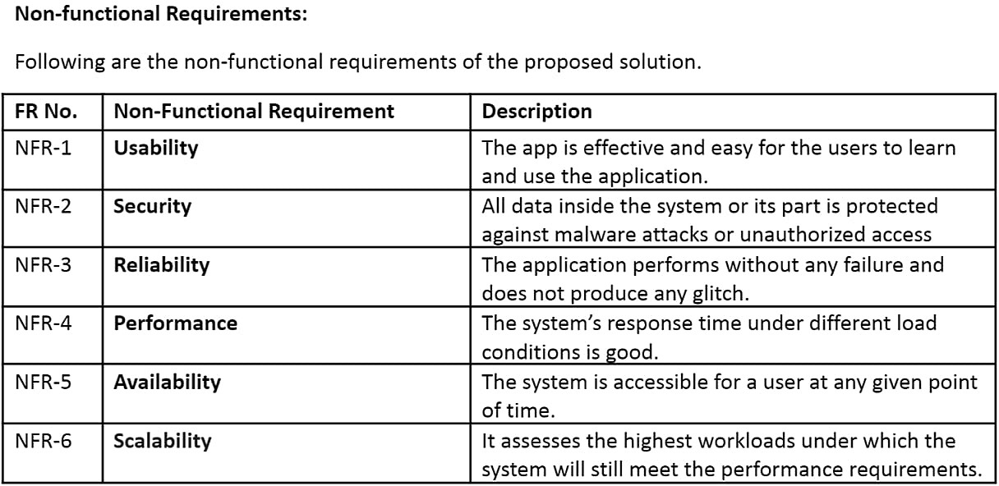 Non-functional Requirements:
Following are the non-functional requirements of the proposed solution.
FR No. Non-Functional Requirement Description
NFR-1 Usability The app is effective and easy for the users to learn
and use the application.
NFR-2 Security All data inside the system or its part is protected
against malware attacks or unauthorized access
NFR-3 Reliability The application performs without any failure and
does not produce any glitch.
NFR-4 Performance The system’s response time under different load
conditions is good.
NFR-5 Availability The system is accessible for a user at any given point
of time.
NFR-6 Scalability It assesses the highest workloads under which the
system will still meet the performance requirements.